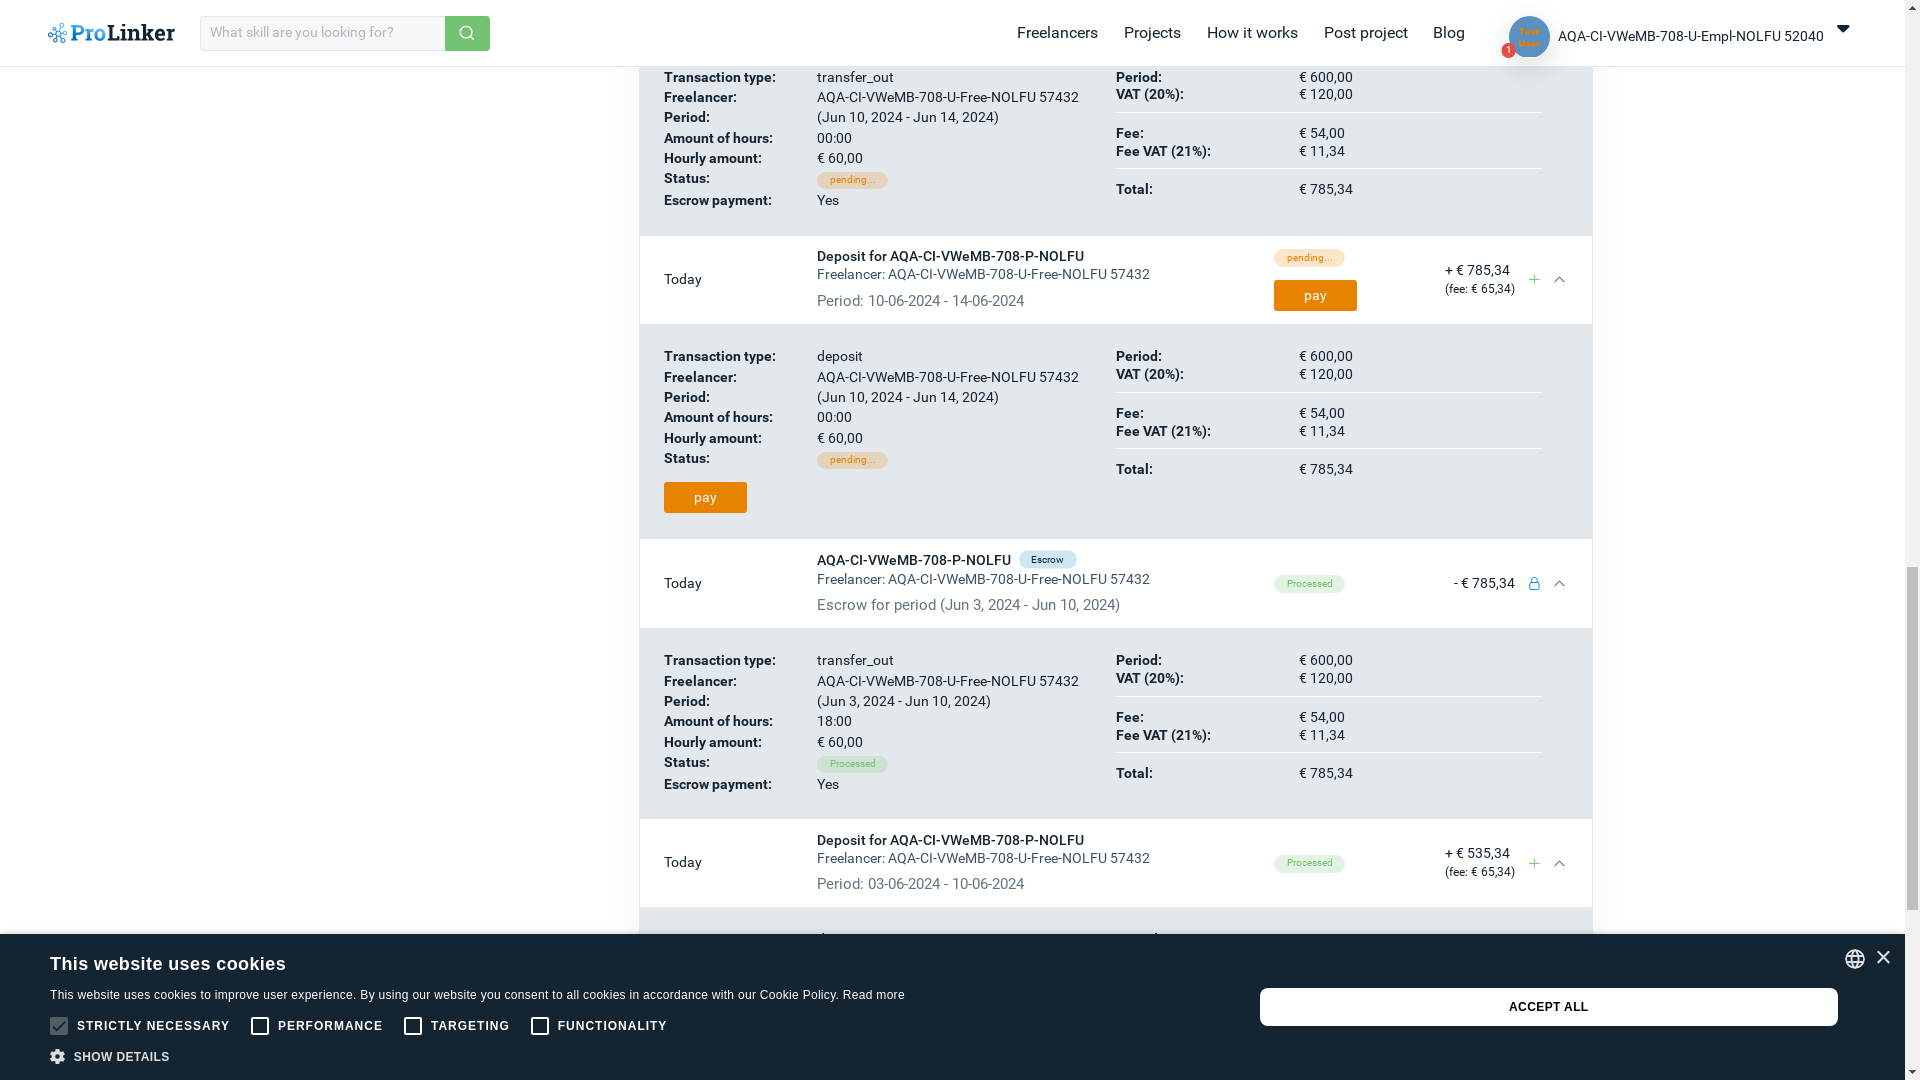 ProLinker
What skill are you looking for?
Freelancers
Projects
How it works
Post project
Blog
Test
User
1
AQA-CI-VWeMB-708-U-Empl-NOLFU 52040
Transaction type: transfer_out
Freelancer: AQA-CI-VWeMB-708-U-Free-NOLFU 57432
Period: (Jun 10, 2024 - Jun 14, 2024)
Amount of hours: 00:00
Hourly amount: € 60,00
Status: pending...
Escrow payment: Yes
Period: € 600,00
VAT (20%): € 120,00
Fee: € 54,00
Fee VAT (21%): € 11,34
Total: € 785,34
Today
Deposit for AQA-CI-VWeMB-708-P-NOLFU
Freelancer: AQA-CI-VWeMB-708-U-Free-NOLFU 57432
Period: 10-06-2024 - 14-06-2024
pending...
pay
+ € 785,34
(fee: € 65,34)
Transaction type: deposit
Freelancer: AQA-CI-VWeMB-708-U-Free-NOLFU 57432
Period: (Jun 10, 2024 - Jun 14, 2024)
Amount of hours: 00:00
Hourly amount: € 60,00
Status: pending...
pay
Period: € 600,00
VAT (20%): € 120,00
Fee: € 54,00
Fee VAT (21%): € 11,34
Total: € 785,34
Today
AQA-CI-VWeMB-708-P-NOLFU Escrow
Freelancer: AQA-CI-VWeMB-708-U-Free-NOLFU 57432
Escrow for period (Jun 3, 2024 - Jun 10, 2024)
Processed
- € 785,34
Transaction type: transfer_out
Freelancer: AQA-CI-VWeMB-708-U-Free-NOLFU 57432
Period: (Jun 3, 2024 - Jun 10, 2024)
Amount of hours: 18:00
Hourly amount: € 60,00
Status: Processed
Escrow payment: Yes
Period: € 600,00
VAT (20%): € 120,00
Fee: € 54,00
Fee VAT (21%): € 11,34
Total: € 785,34
Today
Deposit for AQA-CI-VWeMB-708-P-NOLFU
Freelancer: AQA-CI-VWeMB-708-U-Free-NOLFU 57432
Period: 03-06-2024 - 10-06-2024
Processed
+ € 535,34
(fee: € 65,34)
This website uses cookies
This website uses cookies to improve user experience. By using our website you consent to all cookies in accordance with our Cookie Policy. Read more
STRICTLY NECESSARY
PERFORMANCE
TARGETING
FUNCTIONALITY
SHOW DETAILS
ACCEPT ALL